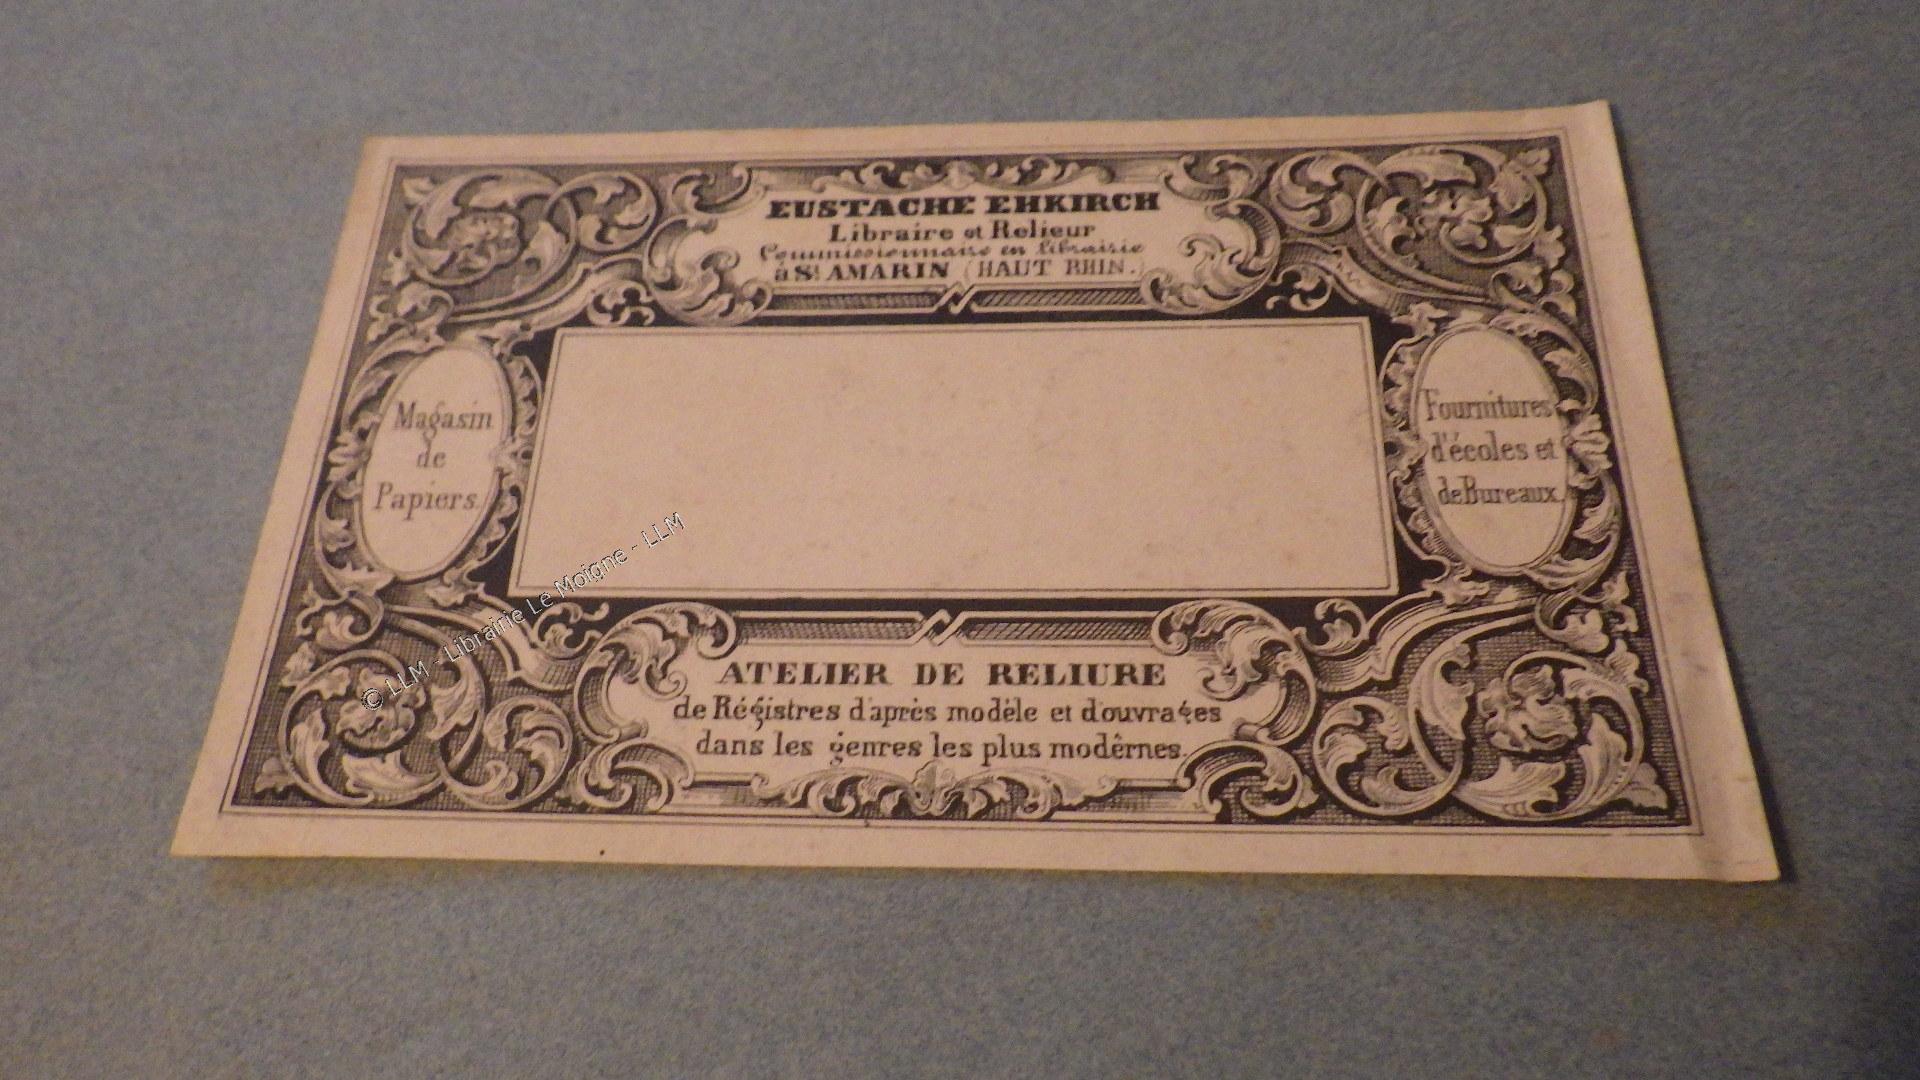 EUSTACHE EHKIRCH
Libraire et Relieur
Commissionnaire en librairie
à St AMARIN (HAUT RHIN.)
Magasin
de
Papiers.
Fournitures
d'écoles et
de Bureaux.
ATELIER DE RELIURE
de Régistres d'après modèle et d'ouvrages
dans les genres les plus modêrnes.
© LLM - Librairie Le Moigne - LLM